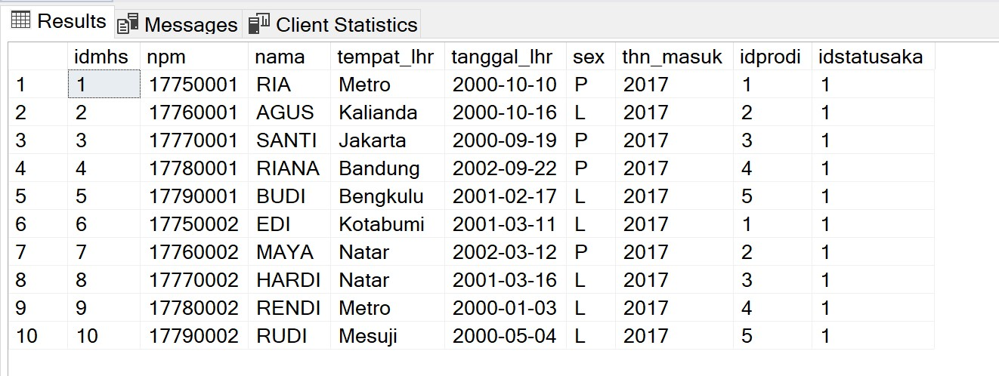 Results Messages Client Statistics
idmhs npm nama tempat_lhr tanggal_lhr sex thn_masuk idprodi idstatusaka
1 1 17750001 RIA Metro 2000-10-10 P 2017 1 1
2 2 17760001 AGUS Kalianda 2000-10-16 L 2017 2 1
3 3 17770001 SANTI Jakarta 2000-09-19 P 2017 3 1
4 4 17780001 RIANA Bandung 2002-09-22 P 2017 4 1
5 5 17790001 BUDI Bengkulu 2001-02-17 L 2017 5 1
6 6 17750002 EDI Kotabumi 2001-03-11 L 2017 1 1
7 7 17760002 MAYA Natar 2002-03-12 P 2017 2 1
8 8 17770002 HARDI Natar 2001-03-16 L 2017 3 1
9 9 17780002 RENDI Metro 2000-01-03 L 2017 4 1
10 10 17790002 RUDI Mesuji 2000-05-04 L 2017 5 1